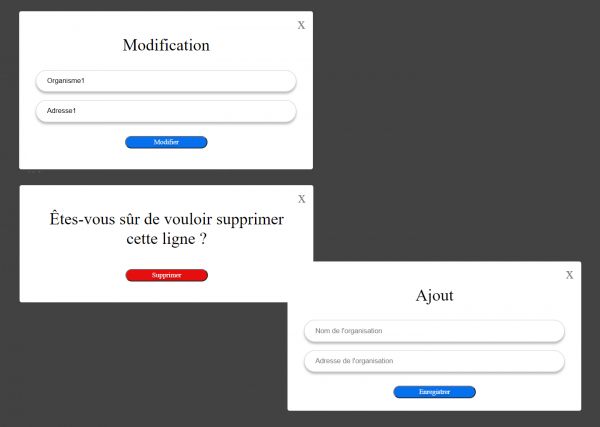 X
Modification
Organisme1
Adresse1
Modifier
X
Êtes-vous sûr de vouloir supprimer
cette ligne ?
Supprimer
X
Ajout
Nom de l'organisation
Adresse de l'organisation
Enregistrer